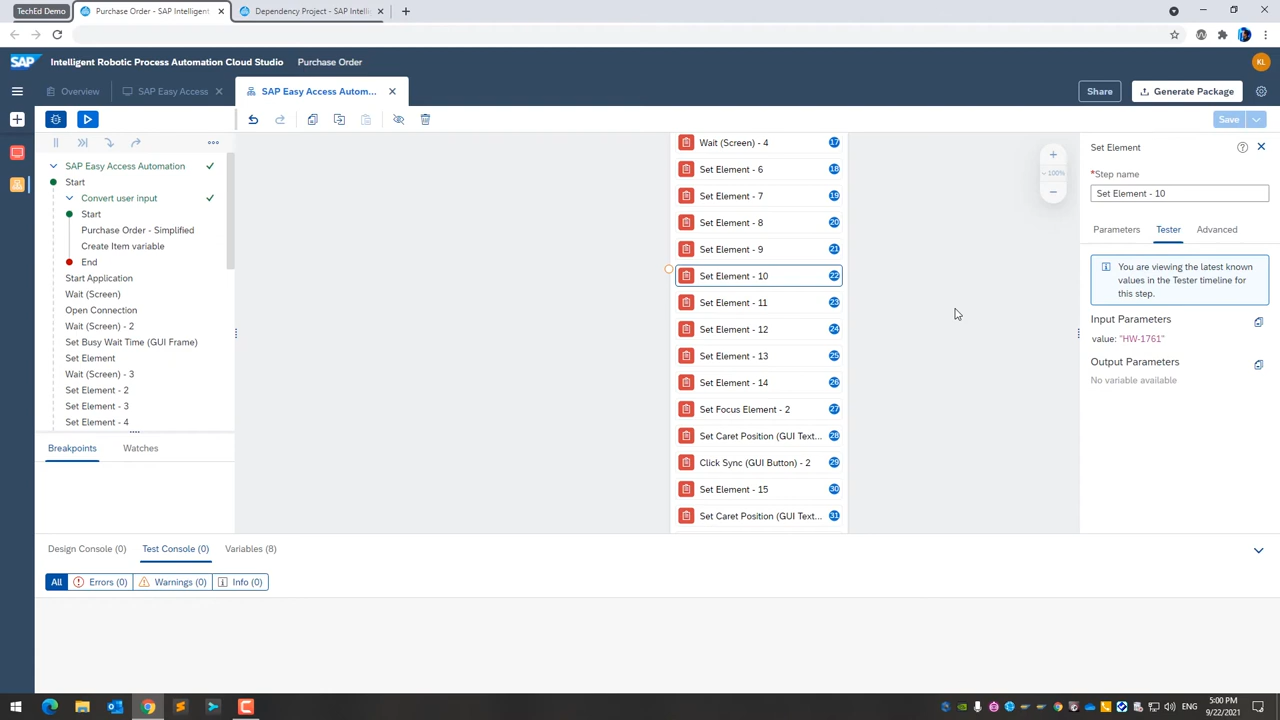 TechEd Demo
Purchase Order - SAP Intelligent
Dependency Project - SAP Intelli
SAP
Intelligent Robotic Process Automation Cloud Studio
Purchase Order
KL
Overview
SAP Easy Access
SAP Easy Access Autom...
Share
Generate Package
Save
SAP Easy Access Automation
Start
Convert user input
Start
Purchase Order - Simplified
Create Item variable
End
Start Application
Wait (Screen)
Open Connection
Wait (Screen) - 2
Set Busy Wait Time (GUI Frame)
Set Element
Wait (Screen) - 3
Set Element - 2
Set Element - 3
Set Element - 4
Breakpoints
Watches
Wait (Screen) - 4 17
Set Element - 6 18
Set Element - 7 19
Set Element - 8 20
Set Element - 9 21
Set Element - 10 22
Set Element - 11 23
Set Element - 12 24
Set Element - 13 25
Set Element - 14 26
Set Focus Element - 2 27
Set Caret Position (GUI Text... 28
Click Sync (GUI Button) - 2 29
Set Element - 15 30
Set Caret Position (GUI Text... 31
100%
Set Element
*Step name
Set Element - 10
Parameters
Tester
Advanced
You are viewing the latest known
values in the Tester timeline for
this step.
Input Parameters
value: "HW-1761"
Output Parameters
No variable available
Design Console (0)
Test Console (0)
Variables (8)
All
Errors (0)
Warnings (0)
Info (0)
ENG
5:00 PM
9/22/2021